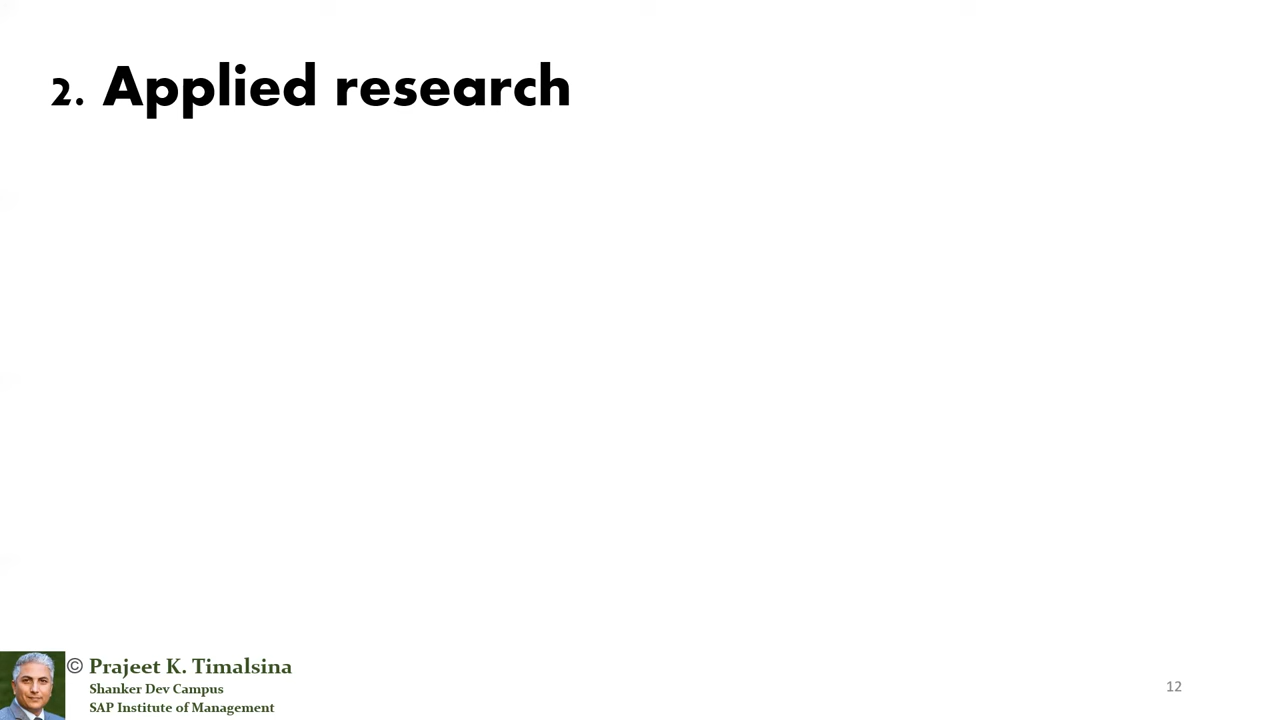 2. Applied research
© Prajeet K. Timalsina
Shanker Dev Campus
SAP Institute of Management
12